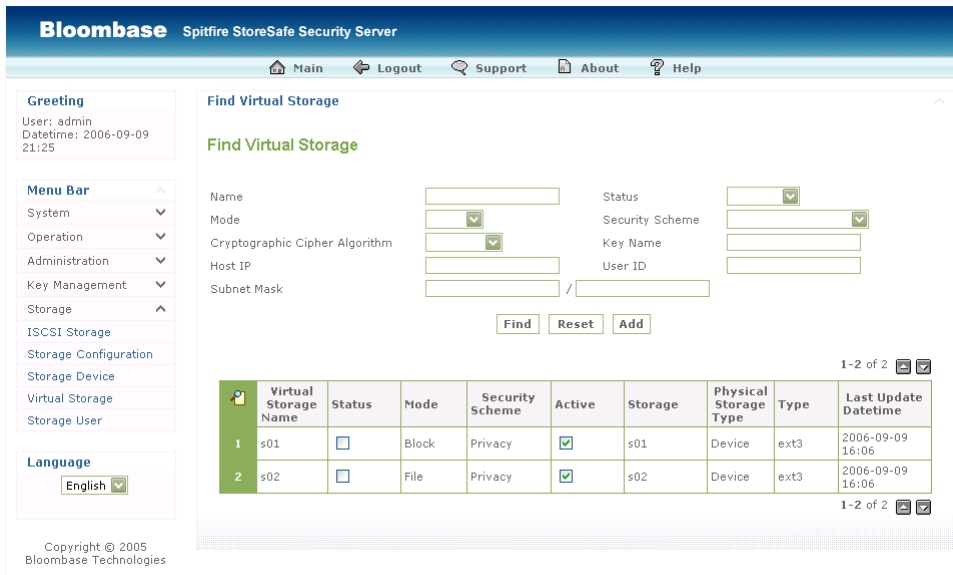 Bloombase Spitfire StoreSafe Security Server
Main Logout Support About Help
Greeting
User: admin
Datetime: 2006-09-09
21:25
Menu Bar
System
Operation
Administration
Key Management
Storage
ISCSI Storage
Storage Configuration
Storage Device
Virtual Storage
Storage User
Language
English
Copyright © 2005
Bloombase Technologies
Find Virtual Storage
Find Virtual Storage
Name Status
Mode Security Scheme
Cryptographic Cipher Algorithm Key Name
Host IP User ID
Subnet Mask /
Find Reset Add
1-2 of 2
Virtual Storage Name Status Mode Security Scheme Active Storage Physical Storage Type Type Last Update Datetime
1 s01 Block Privacy s01 Device ext3 2006-09-09 16:06
2 s02 File Privacy s02 Device ext3 2006-09-09 16:06
1-2 of 2